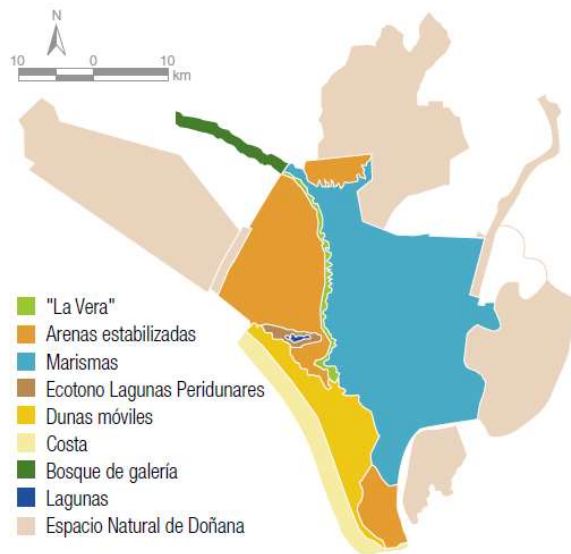 N
10 0 10
km
"La Vera"
Arenas estabilizadas
Marismas
Ecotono Lagunas Peridunares
Dunas móviles
Costa
Bosque de galería
Lagunas
Espacio Natural de Doñana